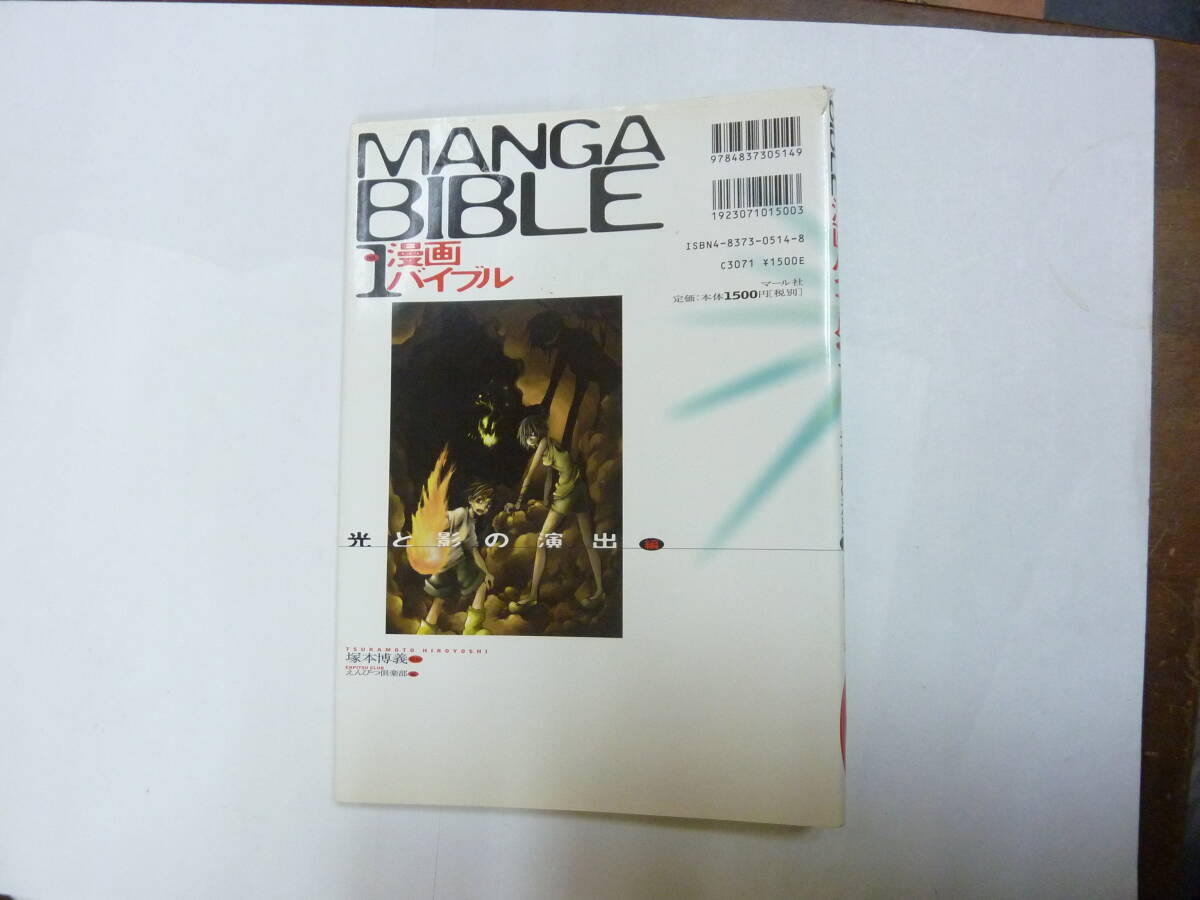 MANGA
BIBLE
1・漫画
バイブル
9784837305149
1923071015003
ISBN4-8373-0514-8
C3071 ¥1500E
マール社
定価:本体1500円[税別]
光と影の演出 編
TSUKAMOTO HIROYOSHI
塚本博義
ENPITSU CLUB
えんぴつ倶楽部